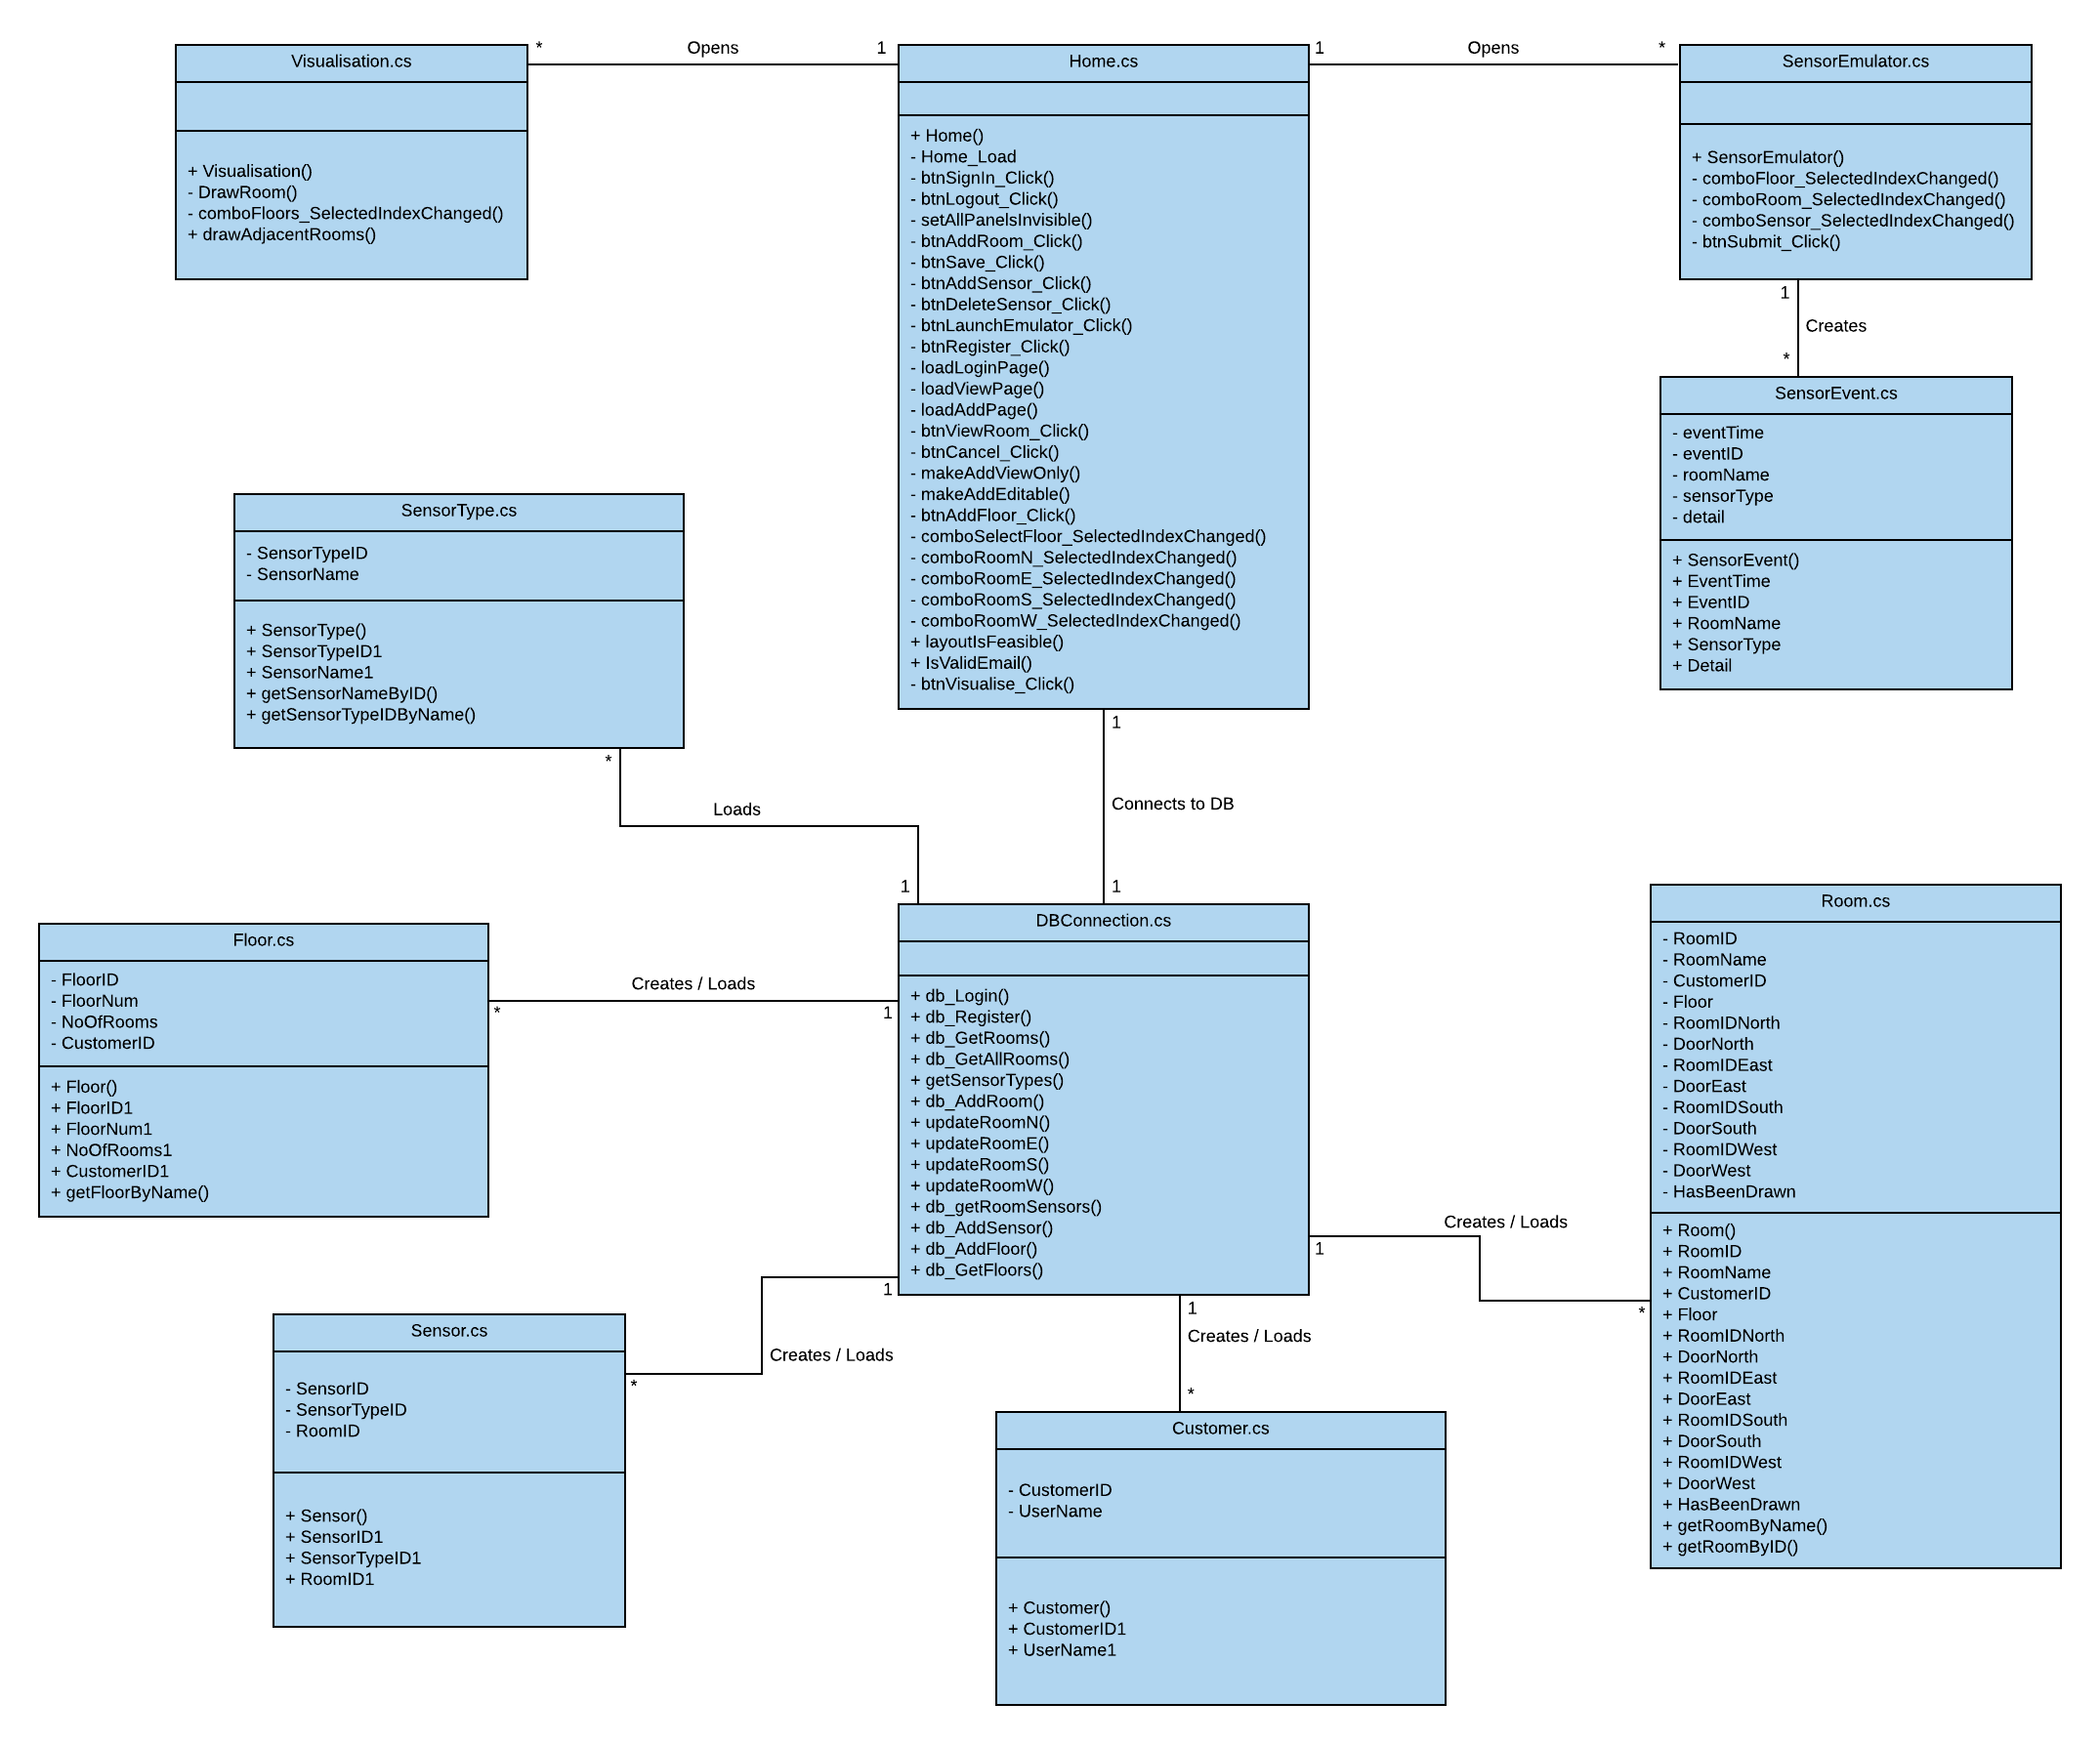 Visualisation.cs
+ Visualisation()
- DrawRoom()
- comboFloors_SelectedIndexChanged()
+ drawAdjacentRooms()
*
Opens
1
Home.cs
+ Home()
- Home_Load
- btnSignIn_Click()
- btnLogout_Click()
- setAllPanelsInvisible()
- btnAddRoom_Click()
- btnSave_Click()
- btnAddSensor_Click()
- btnDeleteSensor_Click()
- btnLaunchEmulator_Click()
- btnRegister_Click()
- loadLoginPage()
- loadViewPage()
- loadAddPage()
- btnViewRoom_Click()
- btnCancel_Click()
- makeAddViewOnly()
- makeAddEditable()
- btnAddFloor_Click()
- comboSelectFloor_SelectedIndexChanged()
- comboRoomN_SelectedIndexChanged()
- comboRoomE_SelectedIndexChanged()
- comboRoomS_SelectedIndexChanged()
- comboRoomW_SelectedIndexChanged()
+ layoutIsFeasible()
+ IsValidEmail()
- btnVisualise_Click()
1
Opens
*
SensorEmulator.cs
+ SensorEmulator()
- comboFloor_SelectedIndexChanged()
- comboRoom_SelectedIndexChanged()
- comboSensor_SelectedIndexChanged()
- btnSubmit_Click()
1
Creates
*
SensorEvent.cs
- eventTime
- eventID
- roomName
- sensorType
- detail
+ SensorEvent()
+ EventTime
+ EventID
+ RoomName
+ SensorType
+ Detail
SensorType.cs
- SensorTypeID
- SensorName
+ SensorType()
+ SensorTypeID1
+ SensorName1
+ getSensorNameByID()
+ getSensorTypeIDByName()
*
Loads
1
1
Connects to DB
1
DBConnection.cs
+ db_Login()
+ db_Register()
+ db_GetRooms()
+ db_GetAllRooms()
+ getSensorTypes()
+ db_AddRoom()
+ updateRoomN()
+ updateRoomE()
+ updateRoomS()
+ updateRoomW()
+ db_getRoomSensors()
+ db_AddSensor()
+ db_AddFloor()
+ db_GetFloors()
Floor.cs
- FloorID
- FloorNum
- NoOfRooms
- CustomerID
+ Floor()
+ FloorID1
+ FloorNum1
+ NoOfRooms1
+ CustomerID1
+ getFloorByName()
Creates / Loads
*
1
Room.cs
- RoomID
- RoomName
- CustomerID
- Floor
- RoomIDNorth
- DoorNorth
- RoomIDEast
- DoorEast
- RoomIDSouth
- DoorSouth
- RoomIDWest
- DoorWest
- HasBeenDrawn
+ Room()
+ RoomID
+ RoomName
+ CustomerID
+ Floor
+ RoomIDNorth
+ DoorNorth
+ RoomIDEast
+ DoorEast
+ RoomIDSouth
+ DoorSouth
+ RoomIDWest
+ DoorWest
+ HasBeenDrawn
+ getRoomByName()
+ getRoomByID()
Creates / Loads
1
*
Sensor.cs
- SensorID
- SensorTypeID
- RoomID
+ Sensor()
+ SensorID1
+ SensorTypeID1
+ RoomID1
1
Creates / Loads
*
1
Creates / Loads
*
Customer.cs
- CustomerID
- UserName
+ Customer()
+ CustomerID1
+ UserName1